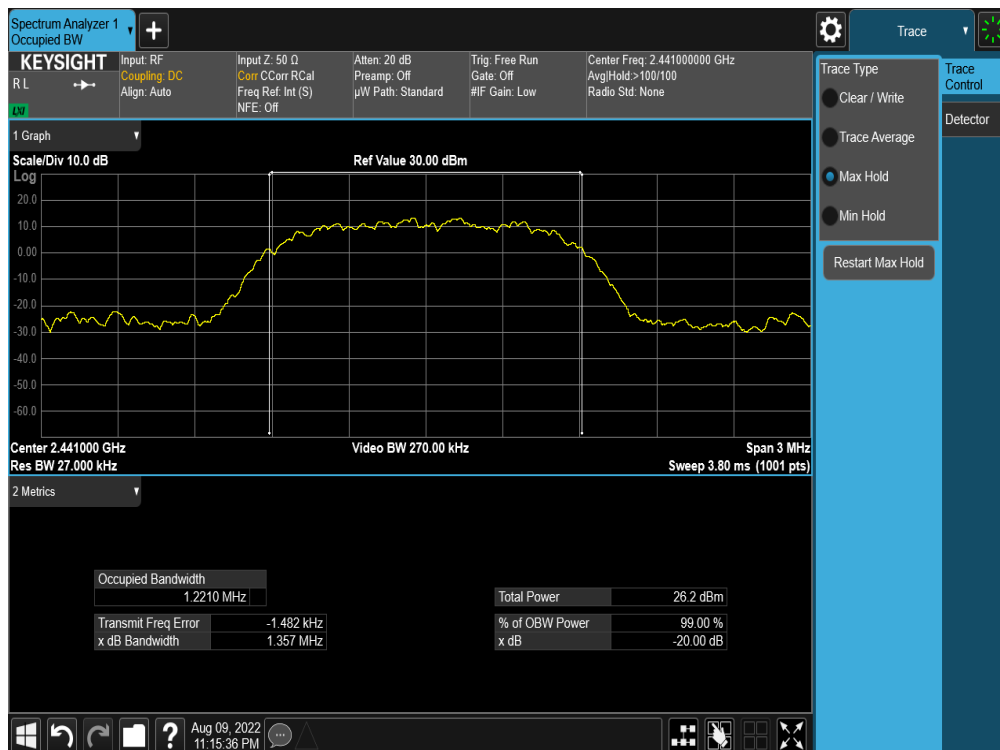 Spectrum Analyzer 1
Occupied BW
KEYSIGHT
R L
LXI
Input: RF
Coupling: DC
Align: Auto
Input Z: 50 Ω
Corr CCorr RCal
Freq Ref: Int (S)
NFE: Off
Atten: 20 dB
Preamp: Off
µW Path: Standard
Trig: Free Run
Gate: Off
#IF Gain: Low
Center Freq: 2.441000000 GHz
Avg|Hold:>100/100
Radio Std: None
Trace
Trace Type
Clear / Write
Trace Average
Max Hold
Min Hold
Restart Max Hold
Trace
Control
Detector
1 Graph
Scale/Div 10.0 dB
Ref Value 30.00 dBm
Log
20.0
10.0
0.00
-10.0
-20.0
-30.0
-40.0
-50.0
-60.0
Center 2.441000 GHz
Video BW 270.00 kHz
Span 3 MHz
Res BW 27.000 kHz
Sweep 3.80 ms (1001 pts)
2 Metrics
Occupied Bandwidth
1.2210 MHz
Total Power 26.2 dBm
Transmit Freq Error -1.482 kHz
% of OBW Power 99.00 %
x dB Bandwidth 1.357 MHz
x dB -20.00 dB
?
Aug 09, 2022
11:15:36 PM